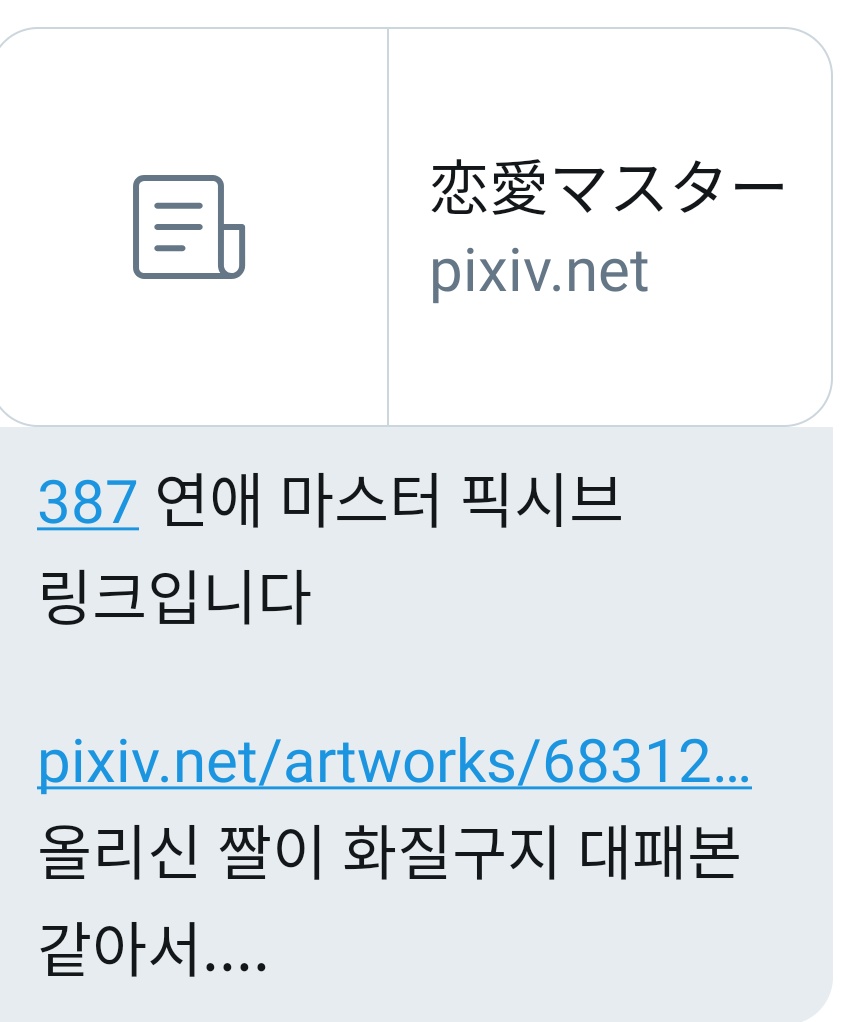 恋愛マスター
pixiv.net
387 연애 마스터 픽시브
링크입니다
pixiv.net/artworks/68312…
올리신 짤이 화질구지 대패본
같아서....